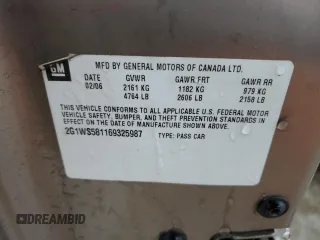 GM
MFD BY GENERAL MOTORS OF CANADA LTD.
DATE GVWR GAWR FRT GAWR RR
02/06 2161 KG 1182 KG 979 KG
4764 LB 2606 LB 2158 LB
THIS VEHICLE CONFORMS TO ALL APPLICABLE U.S. FEDERAL MOTOR
VEHICLE SAFETY, BUMPER, AND THEFT PREVENTION STANDARDS IN
EFFECT ON THE DATE OF MANUFACTURE SHOWN ABOVE.
2G1WS581169325987 TYPE: PASS CAR
DREAMBID